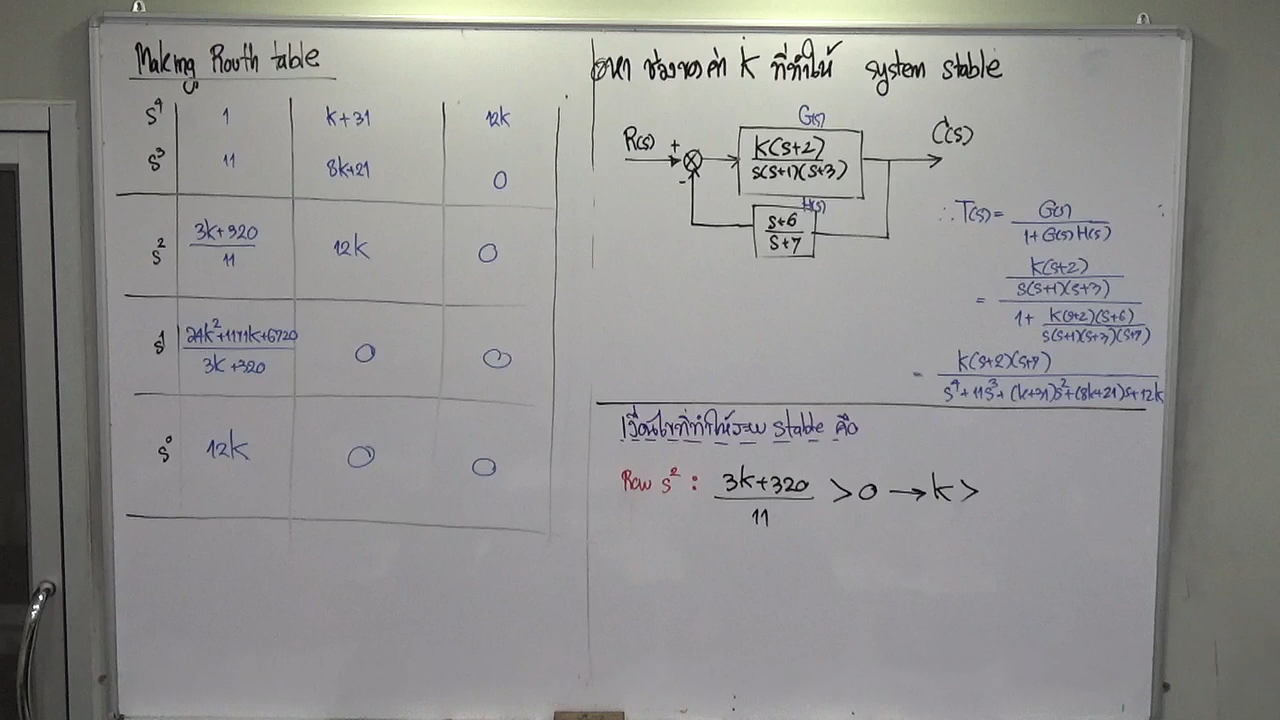 Making Routh table
s⁴ 1 k+31 12k
s³ 11 8k+21 0
s² (3k+320)/11 12k 0
s¹ (24k²+1171k+6720)/(3k+320) 0 0
s⁰ 12k 0 0
ช่วงของค่า k ที่ทำให้ system stable
G(s)
R(s) + K(s+2)/s(s+1)(s+3) C(s)
-
H(s)
s+6/s+7
∴ T(s) = G(s)/1+G(s)H(s)
= K(s+2)/s(s+1)(s+3) / 1+ K(s+2)(s+6)/s(s+1)(s+3)(s+7)
= K(s+2)(s+7)/s⁴+11s³+(k+31)s²+(8k+21)s+12k
เงื่อนไขที่ทำให้ระบบ stable คือ
Row s² : 3k+320/11 >0 → k >